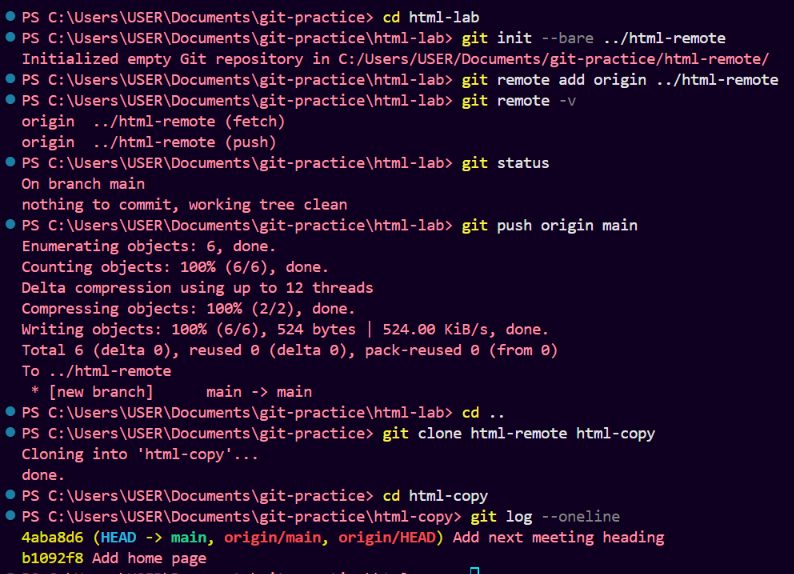 PS C:\Users\USER\Documents\git-practice> cd html-lab
PS C:\Users\USER\Documents\git-practice\html-lab> git init --bare ../html-remote
Initialized empty Git repository in C:/Users/USER/Documents/git-practice/html-remote/
PS C:\Users\USER\Documents\git-practice\html-lab> git remote add origin ../html-remote
PS C:\Users\USER\Documents\git-practice\html-lab> git remote -v
origin  ../html-remote (fetch)
origin  ../html-remote (push)
PS C:\Users\USER\Documents\git-practice\html-lab> git status
On branch main
nothing to commit, working tree clean
PS C:\Users\USER\Documents\git-practice\html-lab> git push origin main
Enumerating objects: 6, done.
Counting objects: 100% (6/6), done.
Delta compression using up to 12 threads
Compressing objects: 100% (2/2), done.
Writing objects: 100% (6/6), 524 bytes | 524.00 KiB/s, done.
Total 6 (delta 0), reused 0 (delta 0), pack-reused 0 (from 0)
To ../html-remote
 * [new branch]      main -> main
PS C:\Users\USER\Documents\git-practice\html-lab> cd ..
PS C:\Users\USER\Documents\git-practice> git clone html-remote html-copy
Cloning into 'html-copy'...
done.
PS C:\Users\USER\Documents\git-practice> cd html-copy
PS C:\Users\USER\Documents\git-practice\html-copy> git log --oneline
4aba8d6 (HEAD -> main, origin/main, origin/HEAD) Add next meeting heading
b1092f8 Add home page